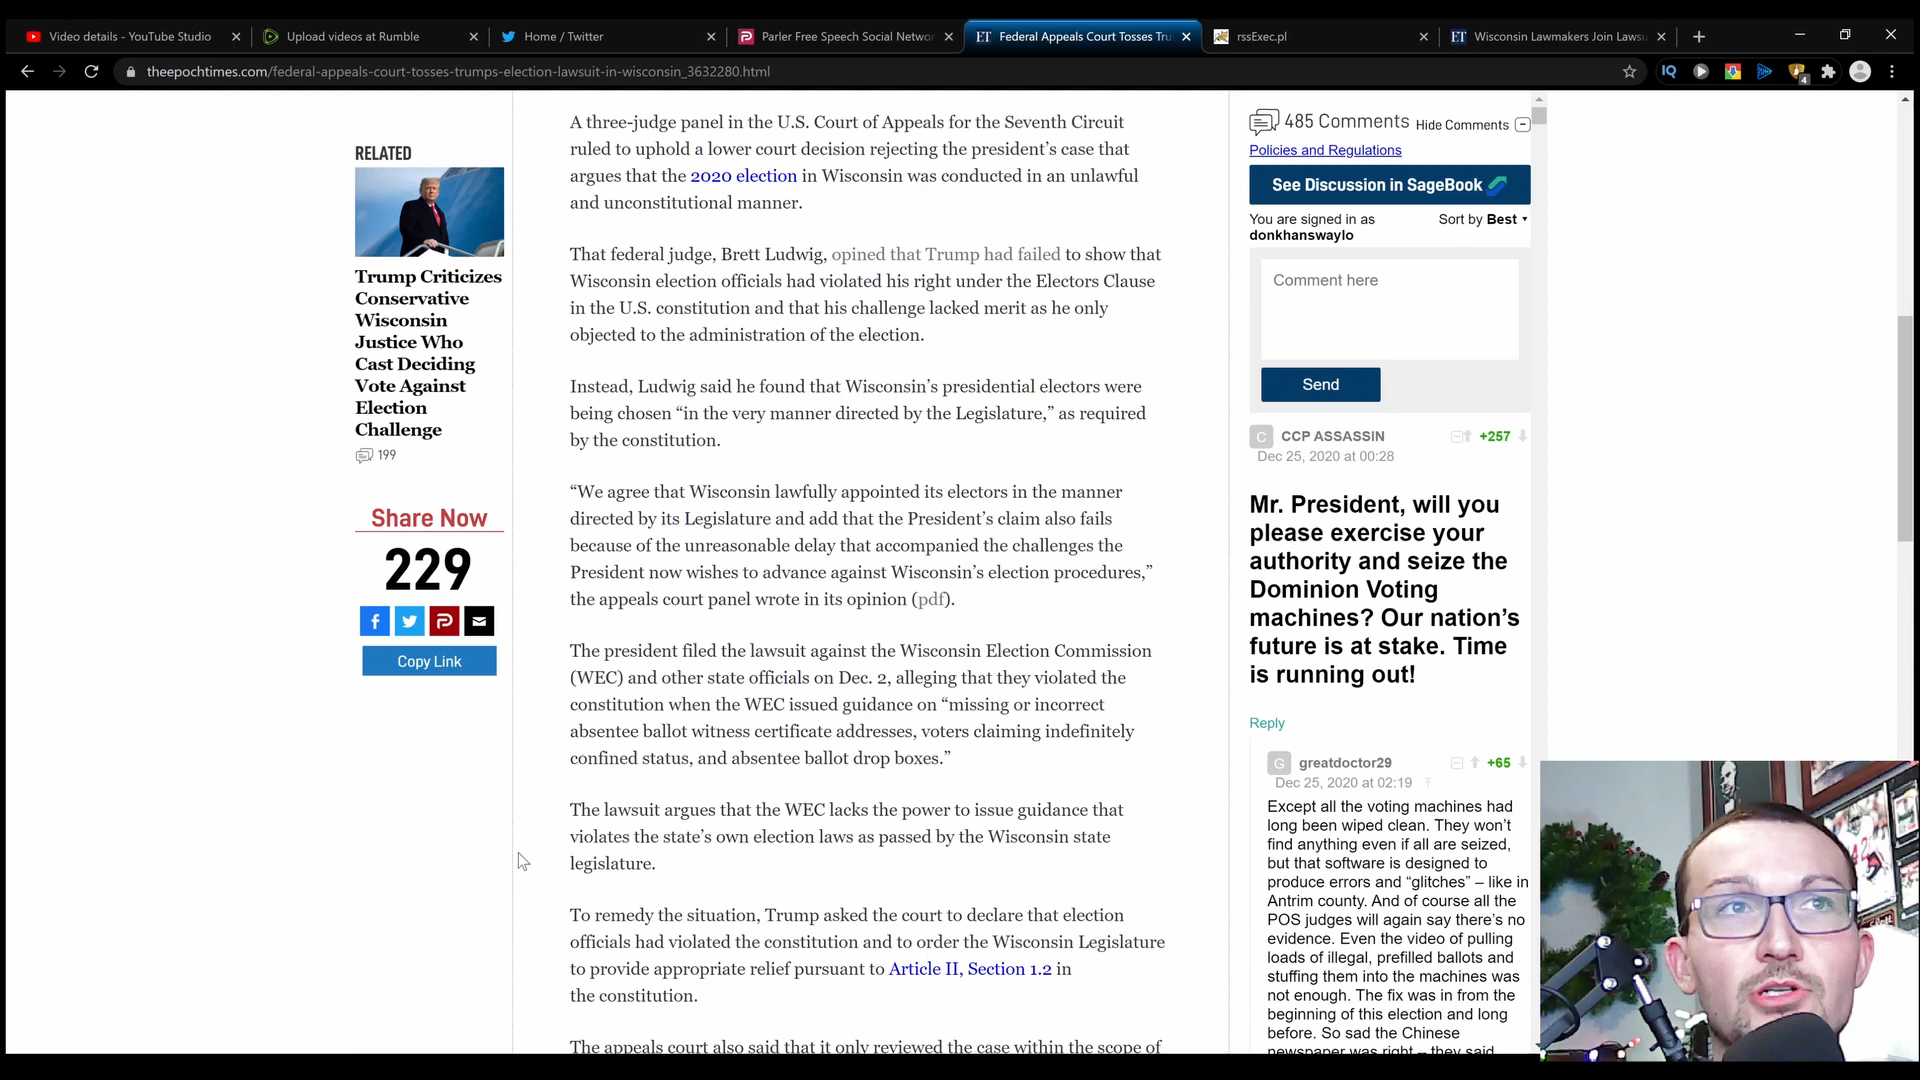 Video details - YouTube Studio
Upload videos at Rumble
Home / Twitter
Parler Free Speech Social Networ
ET Federal Appeals Court Tosses Tru
rssExec.pl
ET Wisconsin Lawmakers Join Lawsu
theepochtimes.com/federal-appeals-court-tosses-trumps-election-lawsuit-in-wisconsin_3632280.html
IQ
4
RELATED
Trump Criticizes
Conservative
Wisconsin
Justice Who
Cast Deciding
Vote Against
Election
Challenge
199
Share Now
229
Copy Link
A three-judge panel in the U.S. Court of Appeals for the Seventh Circuit
ruled to uphold a lower court decision rejecting the president’s case that
argues that the 2020 election in Wisconsin was conducted in an unlawful
and unconstitutional manner.
That federal judge, Brett Ludwig, opined that Trump had failed to show that
Wisconsin election officials had violated his right under the Electors Clause
in the U.S. constitution and that his challenge lacked merit as he only
objected to the administration of the election.
Instead, Ludwig said he found that Wisconsin’s presidential electors were
being chosen “in the very manner directed by the Legislature,” as required
by the constitution.
“We agree that Wisconsin lawfully appointed its electors in the manner
directed by its Legislature and add that the President’s claim also fails
because of the unreasonable delay that accompanied the challenges the
President now wishes to advance against Wisconsin’s election procedures,”
the appeals court panel wrote in its opinion (pdf).
The president filed the lawsuit against the Wisconsin Election Commission
(WEC) and other state officials on Dec. 2, alleging that they violated the
constitution when the WEC issued guidance on “missing or incorrect
absentee ballot witness certificate addresses, voters claiming indefinitely
confined status, and absentee ballot drop boxes.”
The lawsuit argues that the WEC lacks the power to issue guidance that
violates the state’s own election laws as passed by the Wisconsin state
legislature.
To remedy the situation, Trump asked the court to declare that election
officials had violated the constitution and to order the Wisconsin Legislature
to provide appropriate relief pursuant to Article II, Section 1.2 in
the constitution.
The appeals court also said that it only reviewed the case within the scope of
485 Comments Hide Comments
Policies and Regulations
See Discussion in SageBook
You are signed in as
donkhanswaylo
Sort by Best
Comment here
Send
C CCP ASSASSIN +257
Dec 25, 2020 at 00:28
Mr. President, will you
please exercise your
authority and seize the
Dominion Voting
machines? Our nation’s
future is at stake. Time
is running out!
Reply
G greatdoctor29 +65
Dec 25, 2020 at 02:19
Except all the voting machines had
long been wiped clean. They won’t
find anything even if all are seized,
but that software is designed to
produce errors and “glitches” – like in
Antrim county. And of course all the
POS judges will again say there’s no
evidence. Even the video of pulling
loads of illegal, prefilled ballots and
stuffing them into the machines was
not enough. The fix was in from the
beginning of this election and long
before. So sad the Chinese
newspaper was right – they said